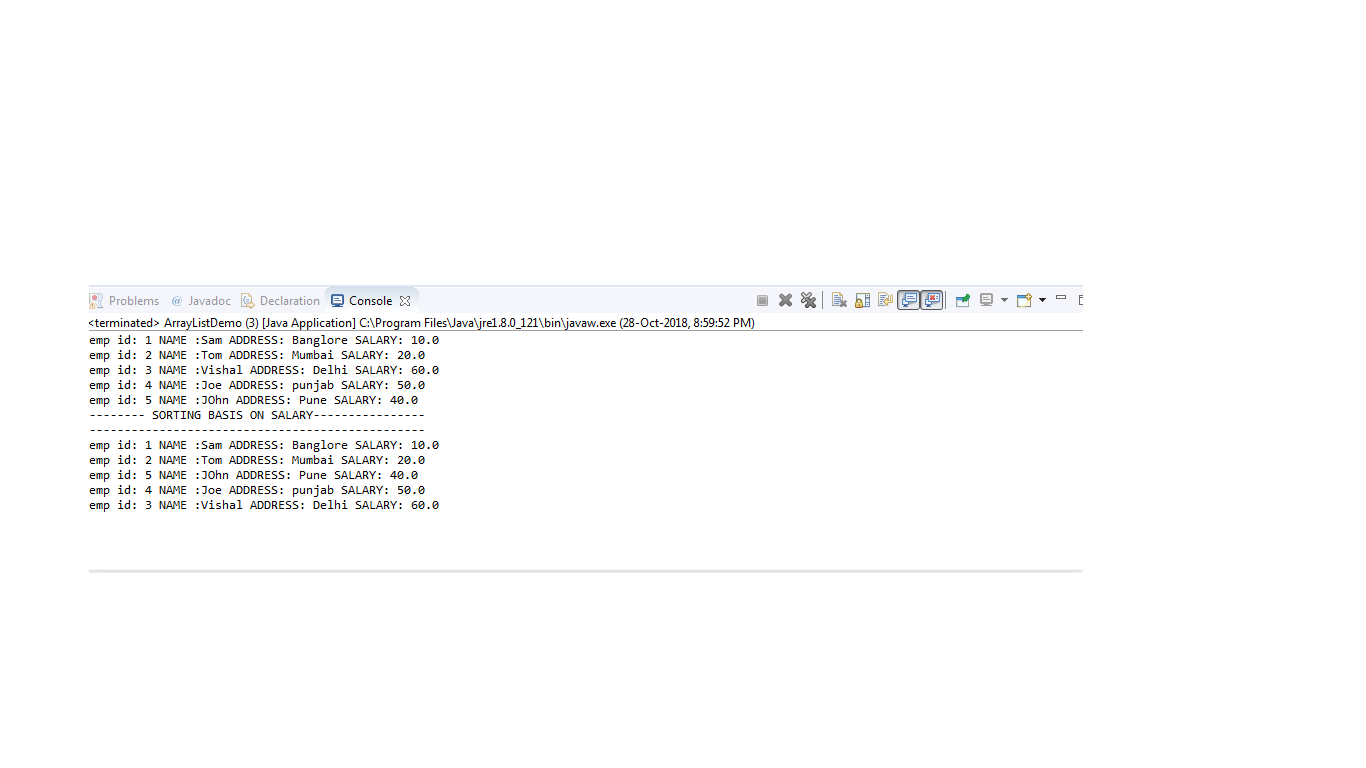 Problems @ Javadoc Declaration Console
<terminated> ArrayListDemo (3) [Java Application] C:\Program Files\Java\jre1.8.0_121\bin\javaw.exe (28-Oct-2018, 8:59:52 PM)
emp id: 1 NAME :Sam ADDRESS: Banglore SALARY: 10.0
emp id: 2 NAME :Tom ADDRESS: Mumbai SALARY: 20.0
emp id: 3 NAME :Vishal ADDRESS: Delhi SALARY: 60.0
emp id: 4 NAME :Joe ADDRESS: punjab SALARY: 50.0
emp id: 5 NAME :JOhn ADDRESS: Pune SALARY: 40.0
-------- SORTING BASIS ON SALARY----------------
------------------------------------------------
emp id: 1 NAME :Sam ADDRESS: Banglore SALARY: 10.0
emp id: 2 NAME :Tom ADDRESS: Mumbai SALARY: 20.0
emp id: 5 NAME :JOhn ADDRESS: Pune SALARY: 40.0
emp id: 4 NAME :Joe ADDRESS: punjab SALARY: 50.0
emp id: 3 NAME :Vishal ADDRESS: Delhi SALARY: 60.0